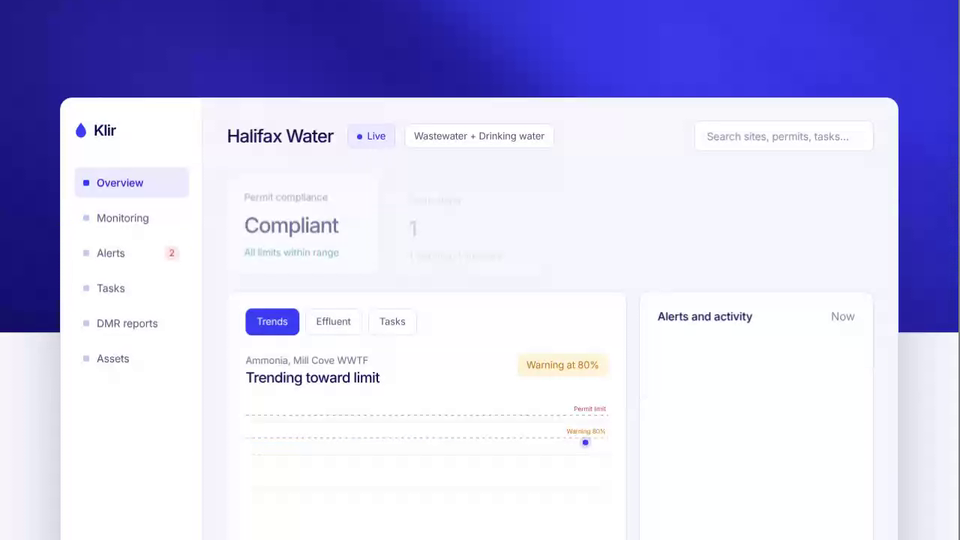 Klir
Halifax Water
Live
Wastewater + Drinking water
Search sites, permits, tasks...
Overview
Monitoring
Alerts
2
Tasks
DMR reports
Assets
Permit compliance
Compliant
All limits within range
1
Trends
Effluent
Tasks
Ammonia, Mill Cove WWTF
Trending toward limit
Warning at 80%
Permit limit
Warning 80%
Alerts and activity
Now